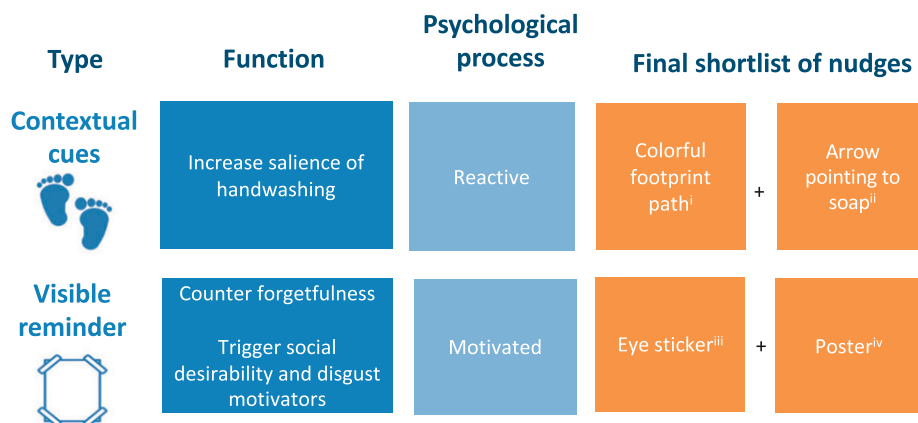 Type
Function
Psychological
process
Final shortlist of nudges
Contextual
cues
Increase salience of
handwashing
Reactive
Colorful
footprint
pathⁱ
+
Arrow
pointing to
soapⁱⁱ
Visible
reminder
Counter forgetfulness
Trigger social
desirability and disgust
motivators
Motivated
Eye stickerⁱⁱⁱ
+
Posterⁱᵛ